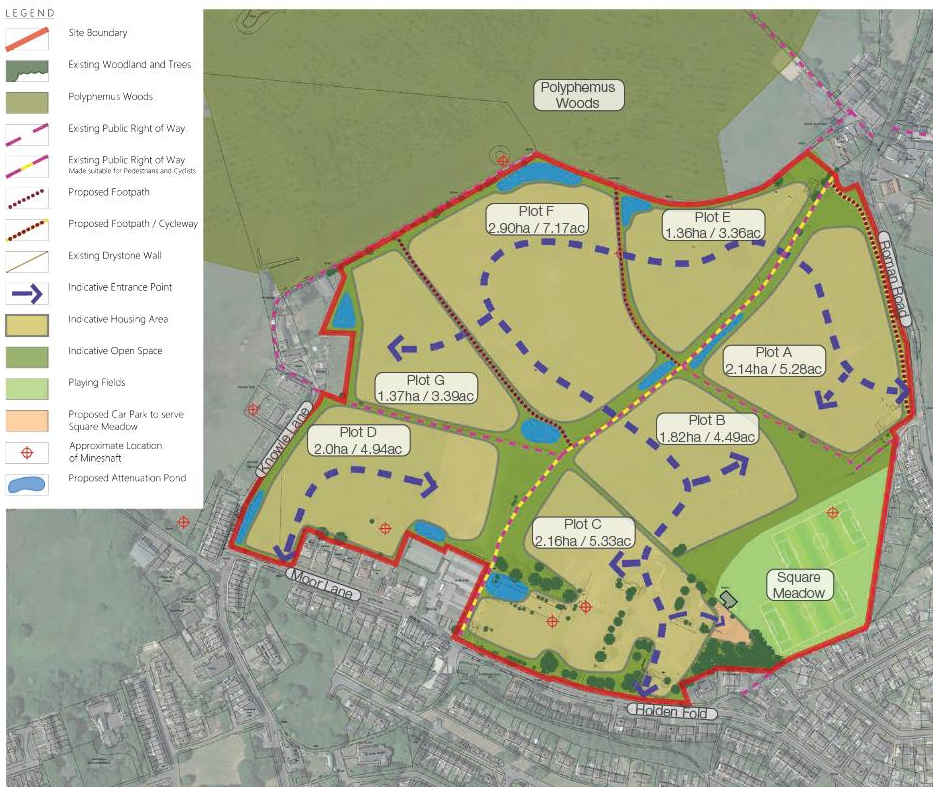 LEGEND
Site Boundary
Existing Woodland and Trees
Polyphemus Woods
Existing Public Right of Way
Existing Public Right of Way
Made suitable for Pedestrians and Cyclists
Proposed Footpath
Proposed Footpath / Cycleway
Existing Drystone Wall
Indicative Entrance Point
Indicative Housing Area
Indicative Open Space
Playing Fields
Proposed Car Park to serve
Square Meadow
Approximate Location
of Mineshaft
Proposed Attenuation Pond
Polyphemus
Woods
Plot F
2.90ha / 7.17ac
Plot E
1.36ha / 3.36ac
Roman Road
Plot A
2.14ha / 5.28ac
Plot G
1.37ha / 3.39ac
Plot B
1.82ha / 4.49ac
Knowle Lane
Plot D
2.0ha / 4.94ac
Plot C
2.16ha / 5.33ac
Moor Lane
Square
Meadow
Holden Fold